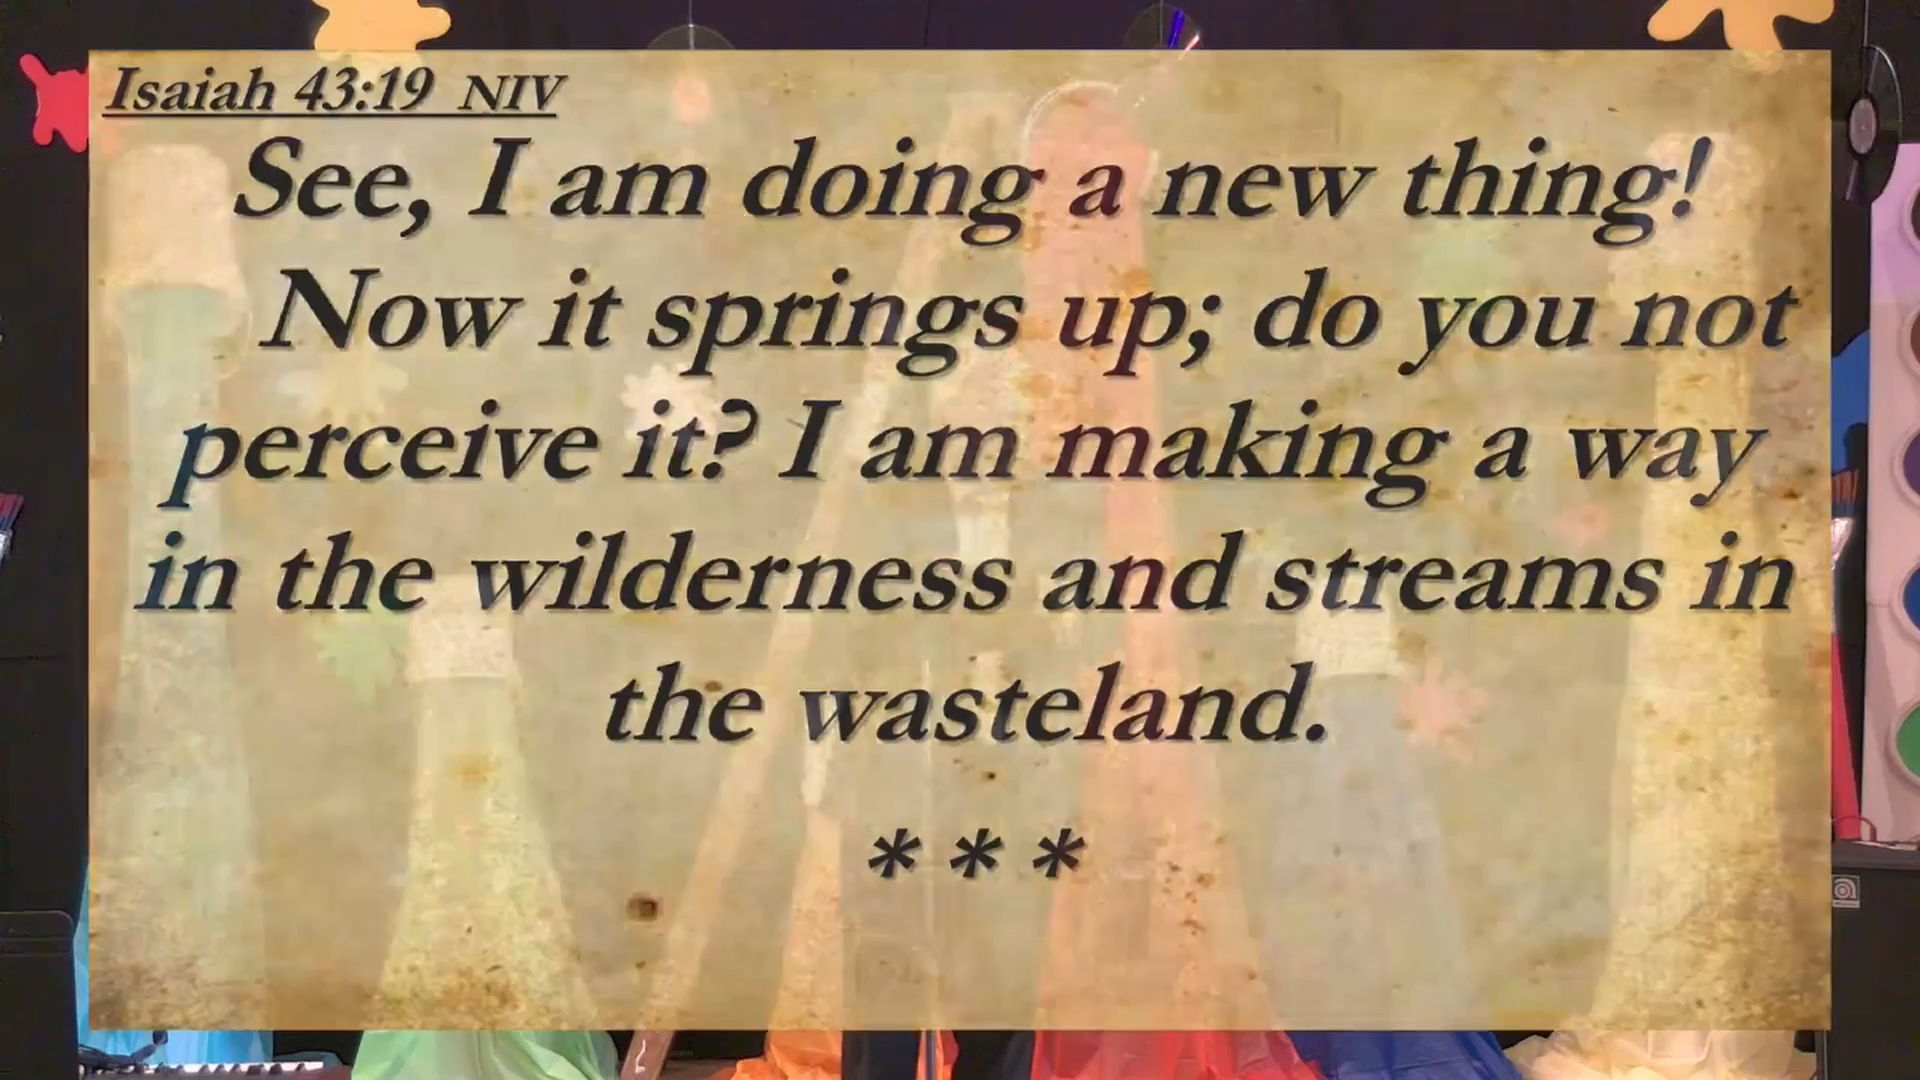 Isaiah 43:19 NIV
See, I am doing a new thing!
Now it springs up; do you not
perceive it? I am making a way
in the wilderness and streams in
the wasteland.
* * *